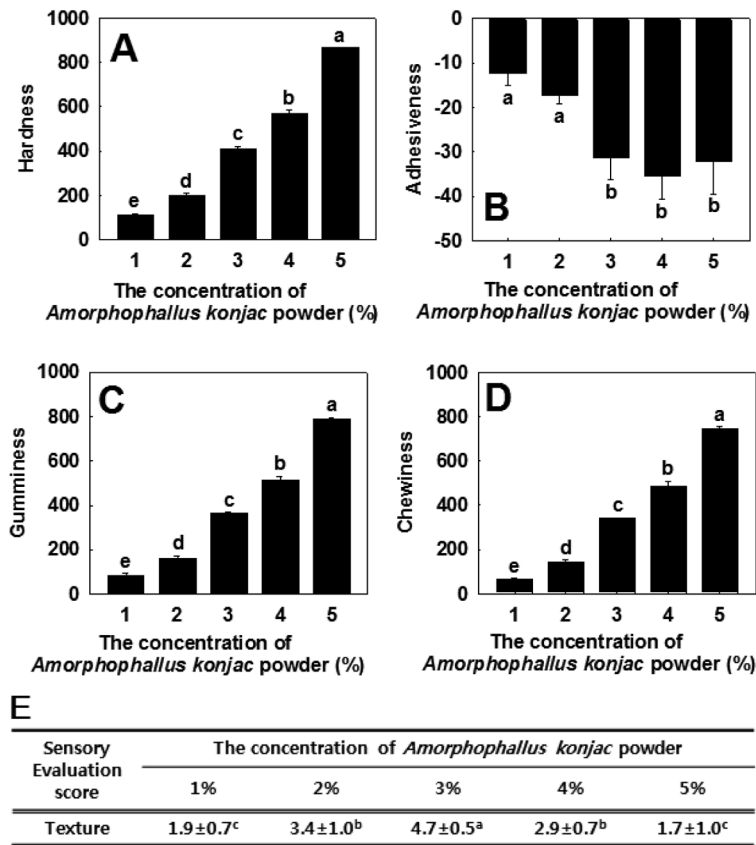 A
Hardness
1000
800
600
400
200
0
e
d
c
b
a
1 2 3 4 5
The concentration of
Amorphophallus konjac powder (%)
B
Adhesiveness
0
-10
-20
-30
-40
-50
a
a
b
b
b
1 2 3 4 5
The concentration of
Amorphophallus konjac powder (%)
C
Gumminess
1000
800
600
400
200
0
e
d
c
b
a
1 2 3 4 5
The concentration of
Amorphophallus konjac powder (%)
D
Chewiness
1000
800
600
400
200
0
e
d
c
b
a
1 2 3 4 5
The concentration of
Amorphophallus konjac powder (%)
E
Sensory
Evaluation
score
The concentration of Amorphophallus konjac powder
1% 2% 3% 4% 5%
Texture 1.9±0.7ᶜ 3.4±1.0ᵇ 4.7±0.5ᵃ 2.9±0.7ᵇ 1.7±1.0ᶜ